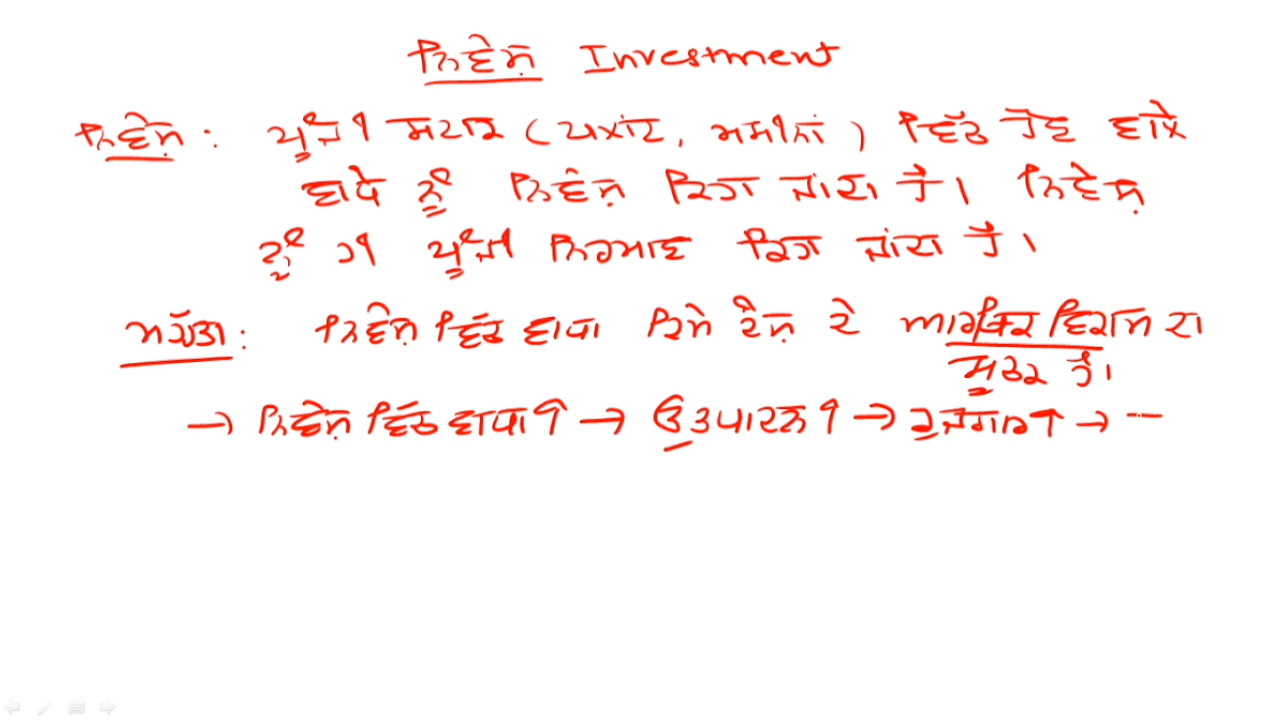 ਨਿਵੇਸ਼ Investment
ਨਿਵੇਸ਼ : ਪੂੰਜੀ ਸਟਾਕ (ਪਲਾਂਟ, ਮਸ਼ੀਨਾਂ) ਵਿੱਚ ਹੋਣ ਵਾਲੇ
ਵਾਧੇ ਨੂੰ ਨਿਵੇਸ਼ ਕਿਹਾ ਜਾਂਦਾ ਹੈ। ਨਿਵੇਸ਼
ਨੂੰ ਹੀ ਪੂੰਜੀ ਨਿਰਮਾਣ ਕਿਹਾ ਜਾਂਦਾ ਹੈ।
ਮਹੱਤਤਾ : ਨਿਵੇਸ਼ ਵਿੱਚ ਵਾਧਾ ਕਿਸੇ ਦੇਸ਼ ਦੇ ਆਰਥਿਕ ਵਿਕਾਸ ਦਾ
ਸੂਚਕ ਹੈ।
→ ਨਿਵੇਸ਼ ਵਿੱਚ ਵਾਧਾ ↑ → ਉਤਪਾਦਨ ↑ → ਰੁਜ਼ਗਾਰ ↑ → --